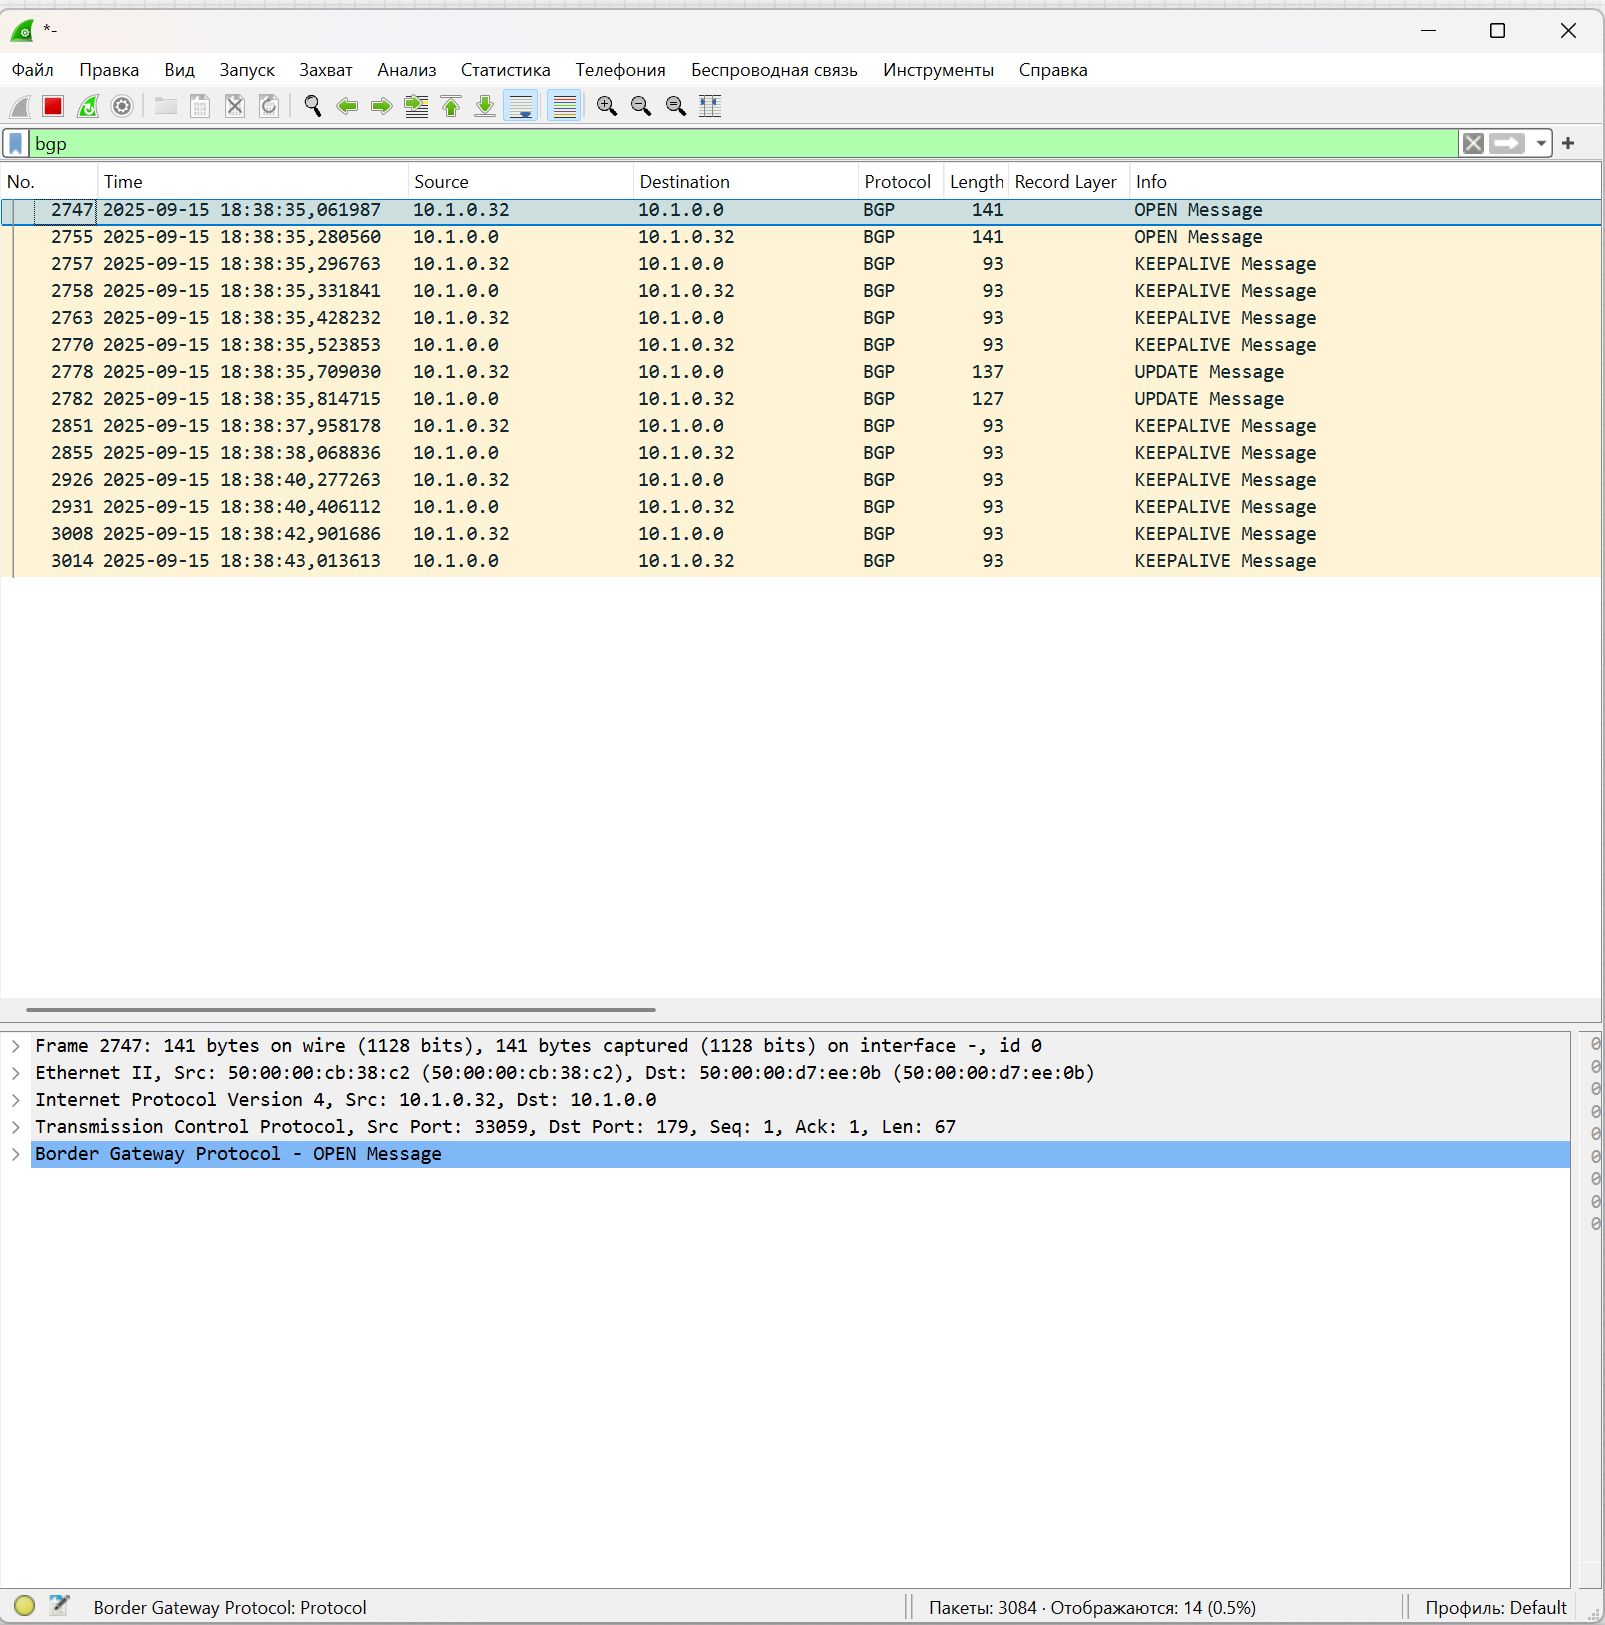 *-
Файл Правка Вид Запуск Захват Анализ Статистика Телефония Беспроводная связь Инструменты Справка
bgp
No. Time Source Destination Protocol Length Record Layer Info
2747 2025-09-15 18:38:35,061987 10.1.0.32 10.1.0.0 BGP 141 OPEN Message
2755 2025-09-15 18:38:35,280560 10.1.0.0 10.1.0.32 BGP 141 OPEN Message
2757 2025-09-15 18:38:35,296763 10.1.0.32 10.1.0.0 BGP 93 KEEPALIVE Message
2758 2025-09-15 18:38:35,331841 10.1.0.0 10.1.0.32 BGP 93 KEEPALIVE Message
2763 2025-09-15 18:38:35,428232 10.1.0.32 10.1.0.0 BGP 93 KEEPALIVE Message
2770 2025-09-15 18:38:35,523853 10.1.0.0 10.1.0.32 BGP 93 KEEPALIVE Message
2778 2025-09-15 18:38:35,709030 10.1.0.32 10.1.0.0 BGP 137 UPDATE Message
2782 2025-09-15 18:38:35,814715 10.1.0.0 10.1.0.32 BGP 127 UPDATE Message
2851 2025-09-15 18:38:37,958178 10.1.0.32 10.1.0.0 BGP 93 KEEPALIVE Message
2855 2025-09-15 18:38:38,068836 10.1.0.0 10.1.0.32 BGP 93 KEEPALIVE Message
2926 2025-09-15 18:38:40,277263 10.1.0.32 10.1.0.0 BGP 93 KEEPALIVE Message
2931 2025-09-15 18:38:40,406112 10.1.0.0 10.1.0.32 BGP 93 KEEPALIVE Message
3008 2025-09-15 18:38:42,901686 10.1.0.32 10.1.0.0 BGP 93 KEEPALIVE Message
3014 2025-09-15 18:38:43,013613 10.1.0.0 10.1.0.32 BGP 93 KEEPALIVE Message
Frame 2747: 141 bytes on wire (1128 bits), 141 bytes captured (1128 bits) on interface -, id 0
Ethernet II, Src: 50:00:00:cb:38:c2 (50:00:00:cb:38:c2), Dst: 50:00:00:d7:ee:0b (50:00:00:d7:ee:0b)
Internet Protocol Version 4, Src: 10.1.0.32, Dst: 10.1.0.0
Transmission Control Protocol, Src Port: 33059, Dst Port: 179, Seq: 1, Ack: 1, Len: 67
Border Gateway Protocol - OPEN Message
0
0
0
0
0
0
0
0
0
Border Gateway Protocol: Protocol
Пакеты: 3084 · Отображаются: 14 (0.5%)
Профиль: Default